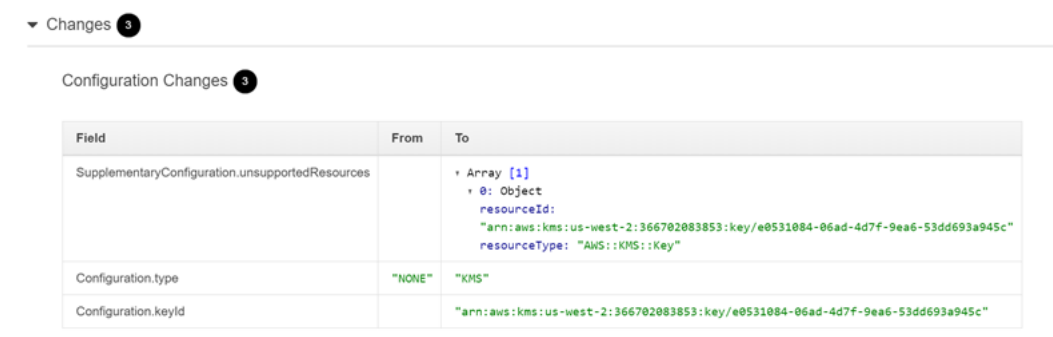 Changes 3
Configuration Changes 3
Field From To
SupplementaryConfiguration.unsupportedResources Array [1]
0: Object
resourceId:
"arn:aws:kms:us-west-2:366702083853:key/e0531084-06ad-4d7f-9ea6-53dd693a945c"
resourceType: "AWS::KMS::Key"
Configuration.type "NONE" "KMS"
Configuration.keyId "arn:aws:kms:us-west-2:366702083853:key/e0531084-06ad-4d7f-9ea6-53dd693a945c"